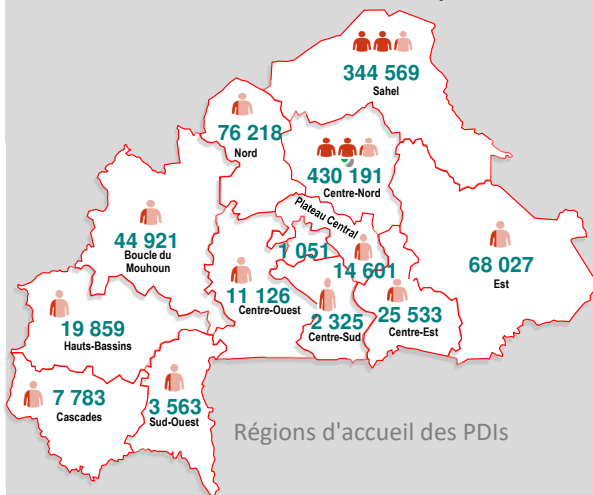 344 569
Sahel
76 218
Nord
430 191
Centre-Nord
Plateau Central
44 921
Boucle du
Mouhoun
1 051
14 601
68 027
Est
11 126
Centre-Ouest
2 325
Centre-Sud
25 533
Centre-Est
19 859
Hauts-Bassins
7 783
Cascades
3 563
Sud-Ouest
Régions d'accueil des PDIs